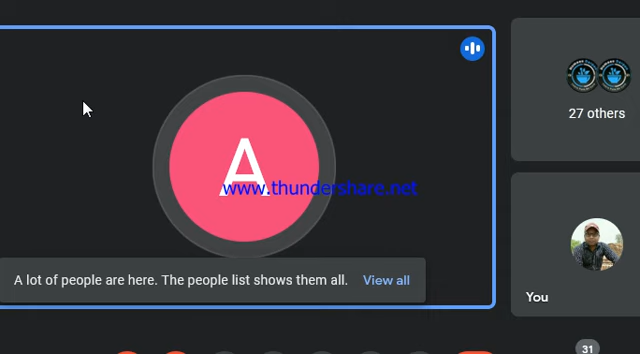 A
www.thundershare.net
27 others
A lot of people are here. The people list shows them all. View all
You
31